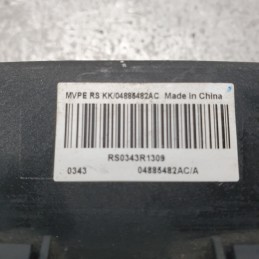 MVPE RS KK/04885482AC Made in China
RS0343R1309
0343 04885482AC/A